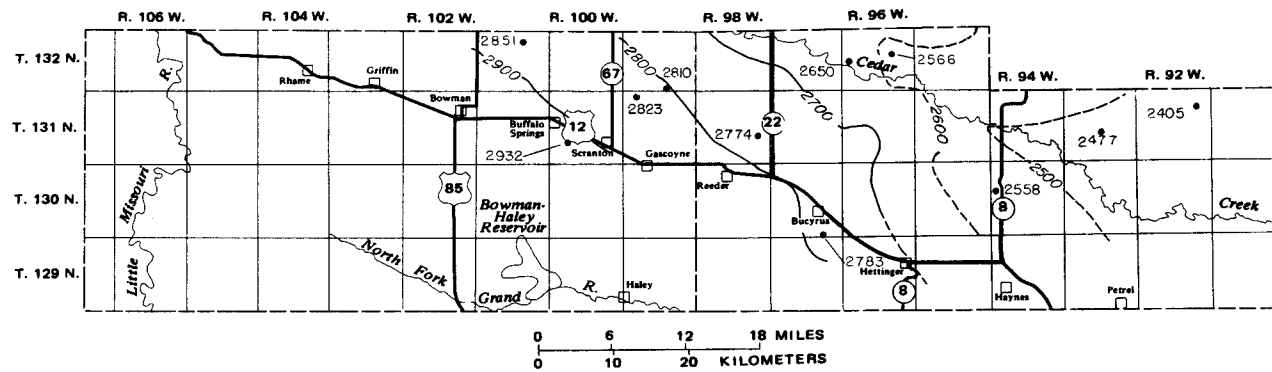 R. 106 W. R. 104 W. R. 102 W. R. 100 W. R. 98 W. R. 96 W.
T. 132 N.
R.
Rhame
Griffin
2851
2900
67
2800
2810
2650
Cedar
2566
R. 94 W. R. 92 W.
T. 131 N.
Bowman
Buffalo
Springs
12
2932
Scranton
2823
Gascoyne
2774
22
2700
2600
2477
2405
T. 130 N.
Missouri
85
Bowman-
Haley
Reservoir
Reeder
Bucyrus
2500
2558
8
Creek
T. 129 N.
Little
North Fork
Grand
R.
Haley
2783
Hettinger
8
Haynes
Petrel
0 6 12 18 MILES
0 10 20 KILOMETERS